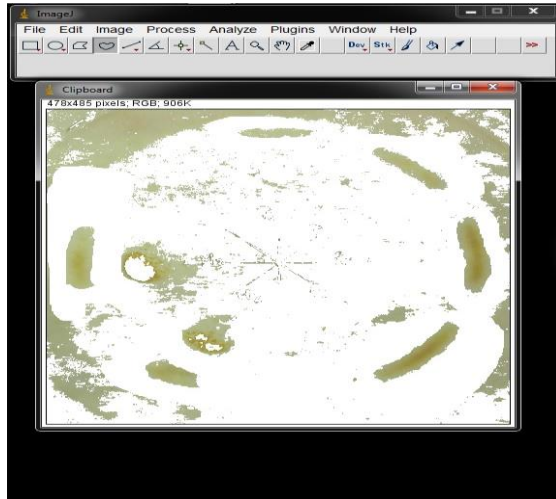 ImageJ
File Edit Image Process Analyze Plugins Window Help
A Dev Stk >>
Clipboard
478x485 pixels; RGB; 906K